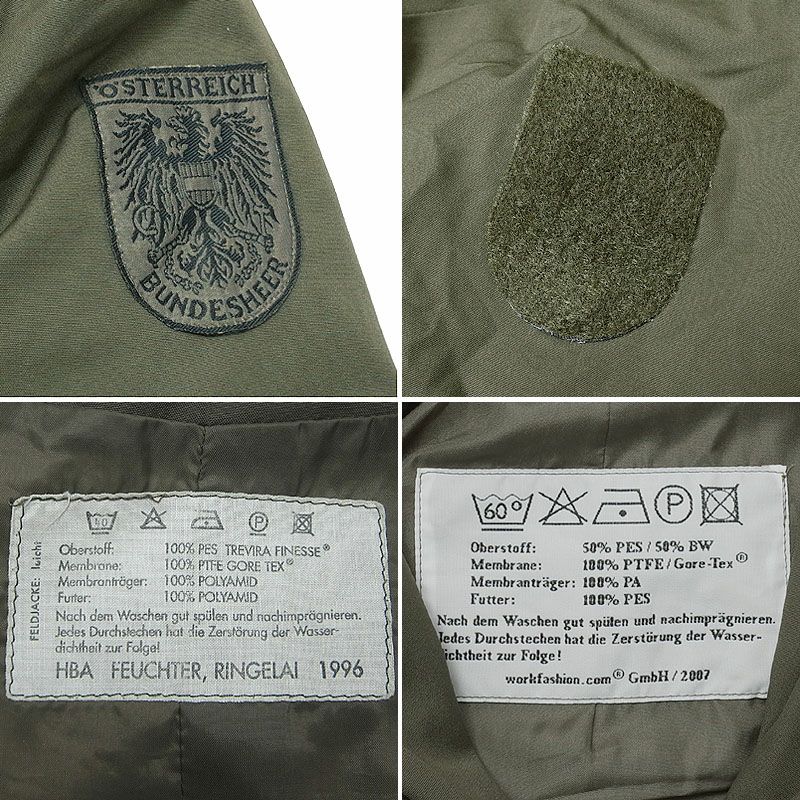 ÖSTERREICH
BUNDESHEER
FELDJACKE: leicht
60
Oberstoff: 100% PES TREVIRA FINESSE®
Membrane: 100% PTFE GORE TEX®
Membranträger: 100% POLYAMID
Futter: 100% POLYAMID
Nach dem Waschen gut spülen und nachimprägnieren.
Jedes Durchstechen hat die Zerstörung der Wasser-
dichtheit zur Folge!
HBA FEUCHTER, RINGELAI 1996
60° P
Oberstoff: 50% PES / 50% BW
Membrane: 100% PTFE / Gore-Tex®
Membranträger: 100% PA
Futter: 100% PES
Nach dem Waschen gut spülen und nachimprägnieren.
Jedes Durchstechen hat die Zerstörung der Wasser-
dichtheit zur Folge!
workfashion.com® GmbH / 2007